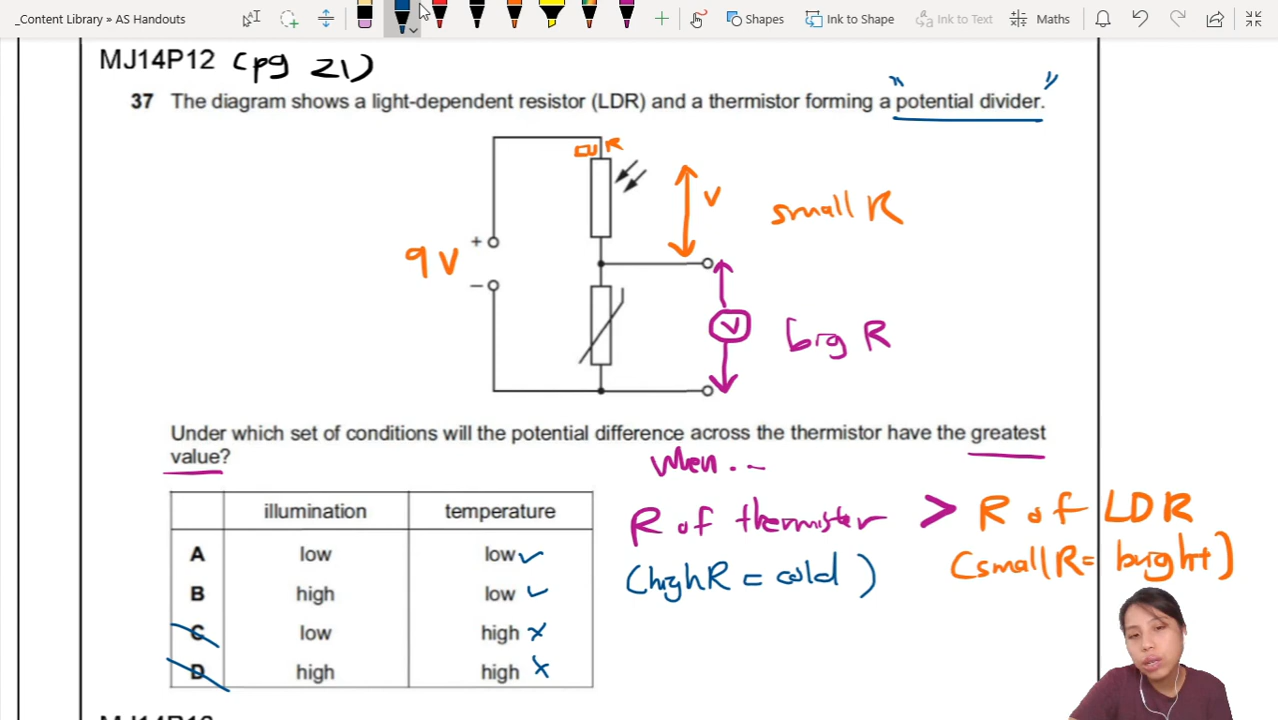 _Content Library » AS Handouts
Shapes
Ink to Shape
Ink to Text
Maths
MJ14P12 (pg 21)
37 The diagram shows a light-dependent resistor (LDR) and a thermistor forming a "potential divider."
R
V
small R
+
9V
−
V
big R
Under which set of conditions will the potential difference across the thermistor have the greatest
value?
when...
illumination temperature
R of thermistor > R of LDR
A low low ✓
(high R = cold) (small R = bright)
B high low ✓
C low high x
D high high x